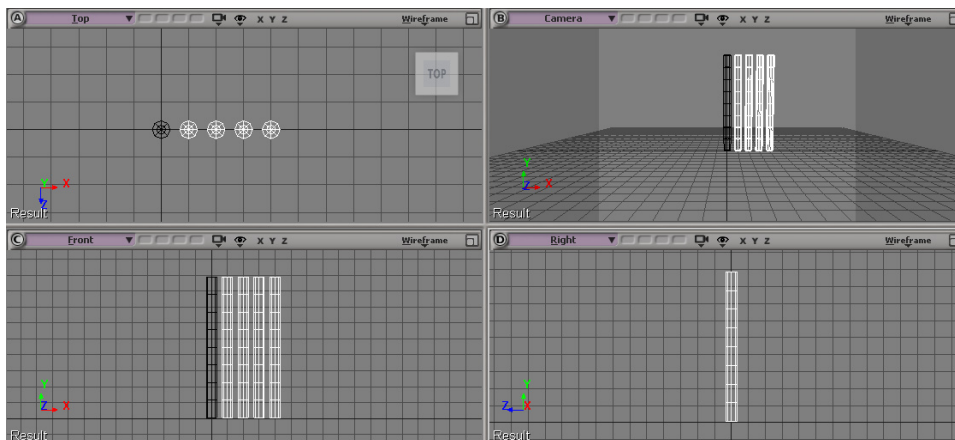 A Top X Y Z Wireframe
TOP
Y X
Z
Result
B Camera X Y Z Wireframe
Y
Z X
Result
C Front X Y Z Wireframe
Y
Z X
Result
D Right X Y Z Wireframe
Y
Z X
Result